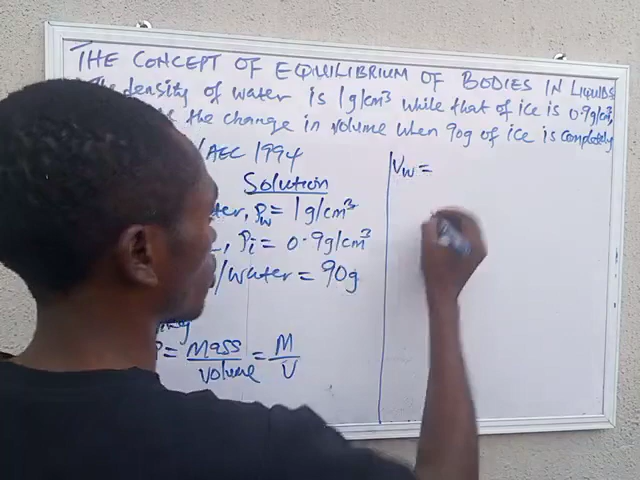 THE CONCEPT OF EQUILIBRIUM OF BODIES IN LIQUIDS
density of water is 1g/cm³ while that of ice is 0.9g/cm³,
the change in volume when 90g of ice is completely
1994
Solution
ρw = 1g/cm³
, ρi = 0.9g/cm³
/water = 90g
= Mass/volume = M/V
Vw =